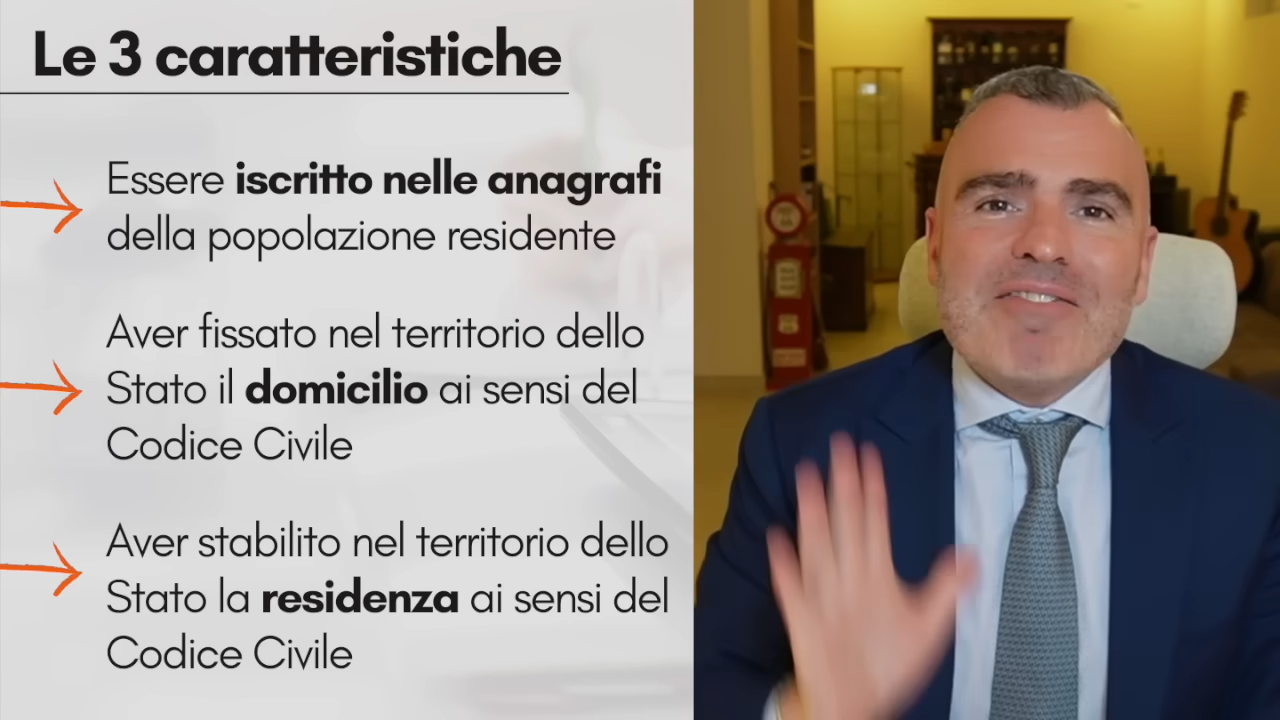 Le 3 caratteristiche
Essere iscritto nelle anagrafi
della popolazione residente
Aver fissato nel territorio dello
Stato il domicilio ai sensi del
Codice Civile
Aver stabilito nel territorio dello
Stato la residenza ai sensi del
Codice Civile